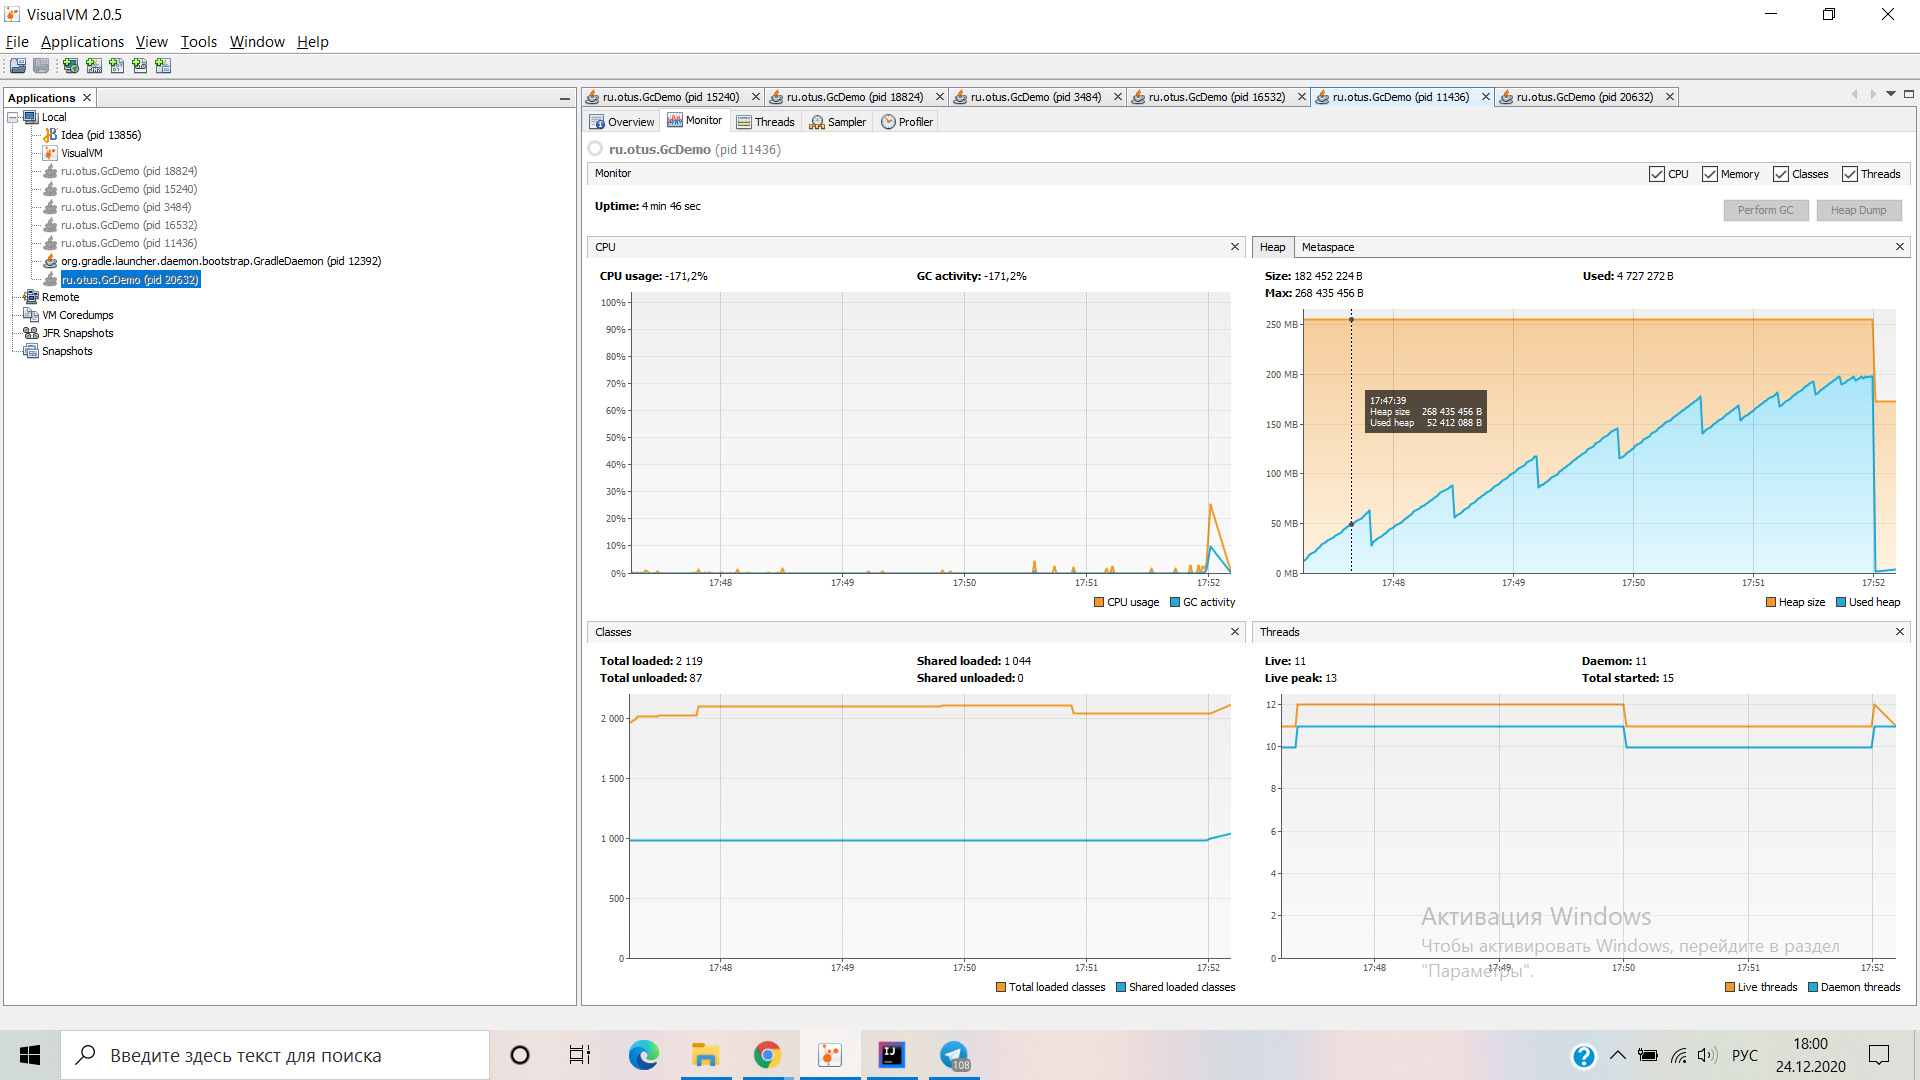 VisualVM 2.0.5
File Applications View Tools Window Help
Applications
Local
Idea (pid 13856)
VisualVM
ru.otus.GcDemo (pid 18824)
ru.otus.GcDemo (pid 15240)
ru.otus.GcDemo (pid 3484)
ru.otus.GcDemo (pid 16532)
ru.otus.GcDemo (pid 11436)
org.gradle.launcher.daemon.bootstrap.GradleDaemon (pid 12392)
ru.otus.GcDemo (pid 20632)
Remote
VM Coredumps
JFR Snapshots
Snapshots
ru.otus.GcDemo (pid 15240) ru.otus.GcDemo (pid 18824) ru.otus.GcDemo (pid 3484) ru.otus.GcDemo (pid 16532) ru.otus.GcDemo (pid 11436) ru.otus.GcDemo (pid 20632)
Overview Monitor Threads Sampler Profiler
ru.otus.GcDemo (pid 11436)
Monitor CPU Memory Classes Threads
Uptime: 4 min 46 sec Perform GC Heap Dump
CPU
CPU usage: -171,2% GC activity: -171,2%
100%
90%
80%
70%
60%
50%
40%
30%
20%
10%
0%
17:48 17:49 17:50 17:51 17:52
CPU usage GC activity
Heap Metaspace
Size: 182 452 224 B Used: 4 727 272 B
Max: 268 435 456 B
250 MB
200 MB
150 MB
100 MB
50 MB
0 MB
17:47:39
Heap size 268 435 456 B
Used heap 52 412 088 B
17:48 17:49 17:50 17:51 17:52
Heap size Used heap
Classes
Total loaded: 2 119 Shared loaded: 1 044
Total unloaded: 87 Shared unloaded: 0
2 000
1 500
1 000
500
0
17:48 17:49 17:50 17:51 17:52
Total loaded classes Shared loaded classes
Threads
Live: 11 Daemon: 11
Live peak: 13 Total started: 15
12
10
8
6
4
2
0
17:48 17:49 17:50 17:51 17:52
Live threads Daemon threads
Активация Windows
Чтобы активировать Windows, перейдите в раздел
"Параметры".
Введите здесь текст для поиска
IJ
108
РУС
18:00
24.12.2020